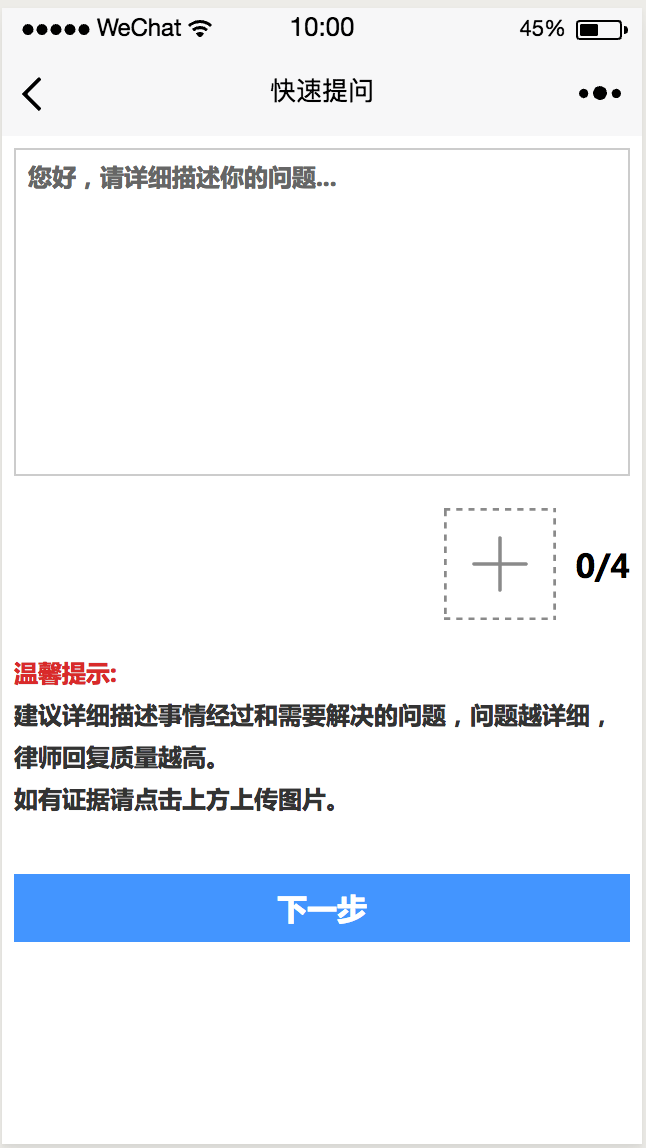 WeChat 10:00 45%
快速提问
您好，请详细描述你的问题...
0/4
温馨提示:
建议详细描述事情经过和需要解决的问题，问题越详细，
律师回复质量越高。
如有证据请点击上方上传图片。
下一步